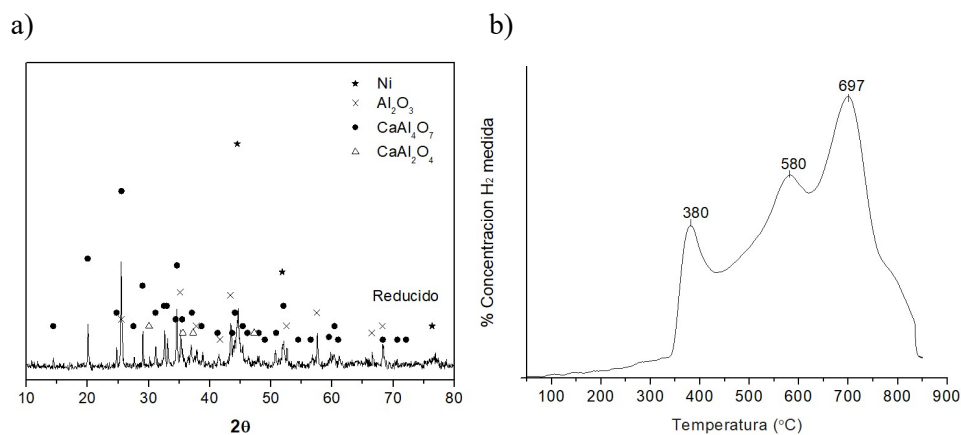 a)
★ Ni
× Al₂O₃
● CaAl₄O₇
△ CaAl₂O₄
Reducido
10 20 30 40 50 60 70 80
2θ
b)
697
580
380
% Concentracion H₂ medida
100 200 300 400 500 600 700 800 900
Temperatura (°C)